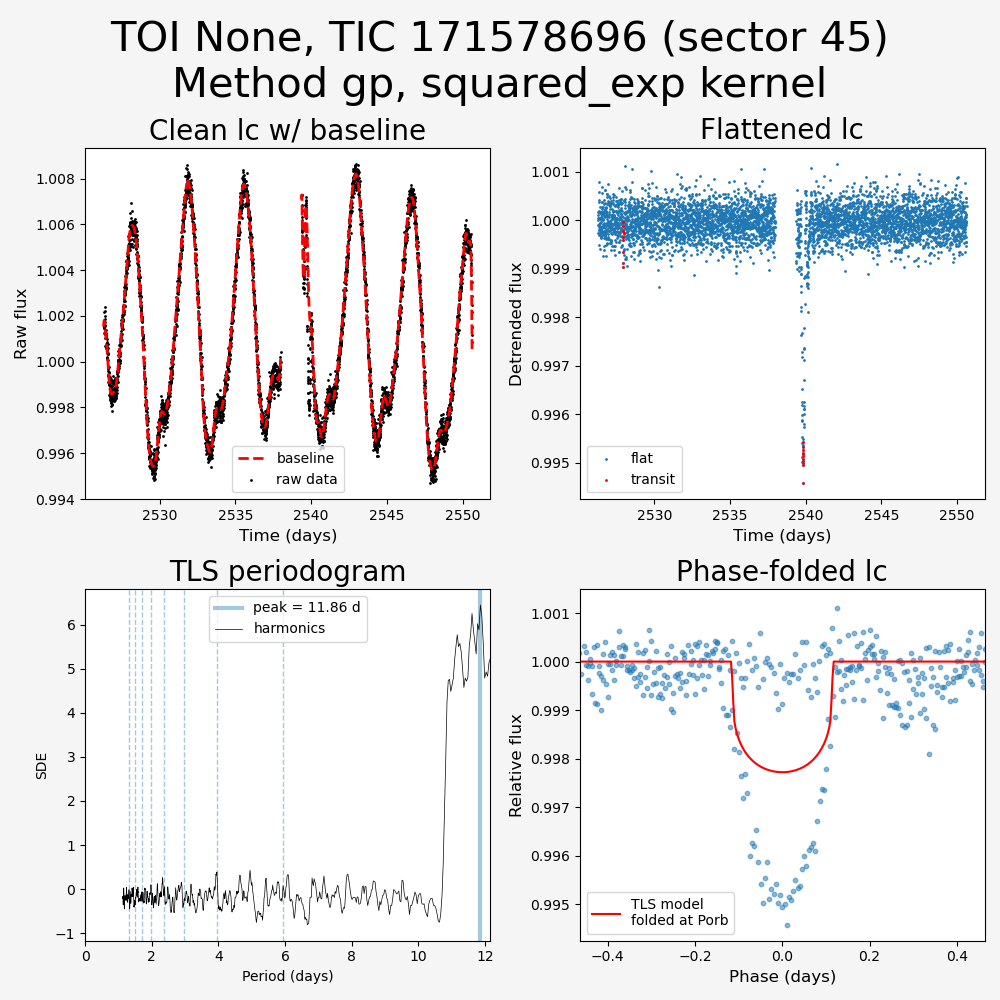 TOI None, TIC 171578696 (sector 45)
Method gp, squared_exp kernel
Clean lc w/ baseline
1.008
1.006
1.004
1.002
1.000
0.998
0.996
0.994
Raw flux
baseline
raw data
2530
2535
2540
2545
2550
Time (days)
Flattened lc
1.001
1.000
0.999
0.998
0.997
0.996
0.995
Detrended flux
flat
transit
2530
2535
2540
2545
2550
Time (days)
TLS periodogram
6
5
4
3
2
1
0
−1
SDE
peak = 11.86 d
harmonics
0
2
4
6
8
10
12
Period (days)
Phase-folded lc
1.001
1.000
0.999
0.998
0.997
0.996
0.995
Relative flux
TLS model
folded at Porb
−0.4
−0.2
0.0
0.2
0.4
Phase (days)